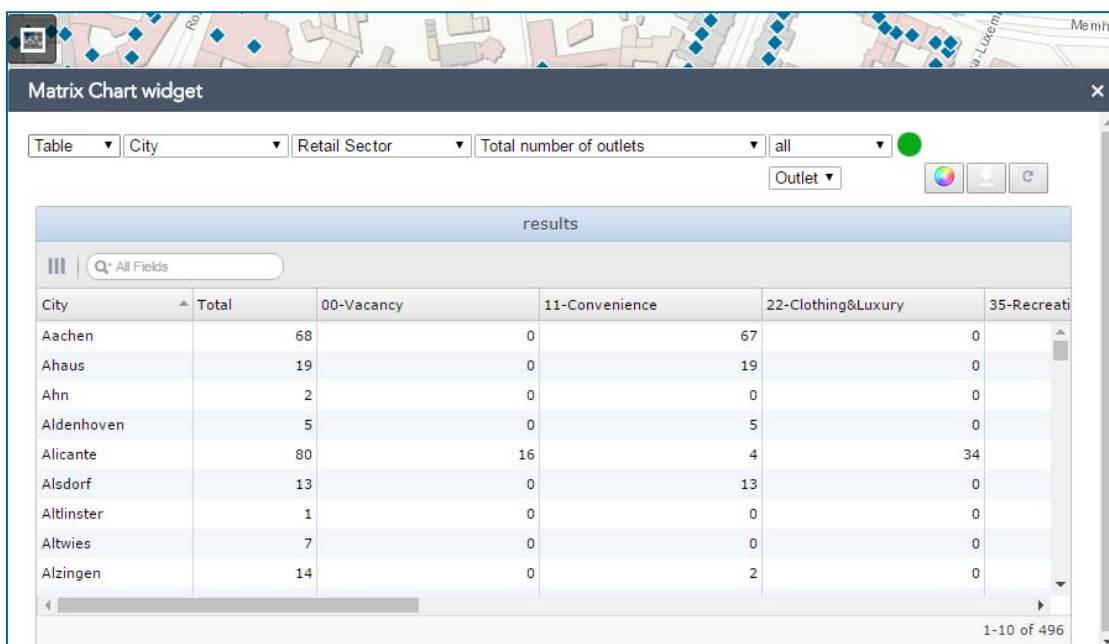 Ro
a-Luxem
Memh
Matrix Chart widget ×
Table City Retail Sector Total number of outlets all
Outlet
results
All Fields
City Total 00-Vacancy 11-Convenience 22-Clothing&Luxury 35-Recreati
Aachen 68 0 67 0
Ahaus 19 0 19 0
Ahn 2 0 0 0
Aldenhoven 5 0 5 0
Alicante 80 16 4 34
Alsdorf 13 0 13 0
Altlinster 1 0 0 0
Altwies 7 0 0 0
Alzingen 14 0 2 0
1-10 of 496